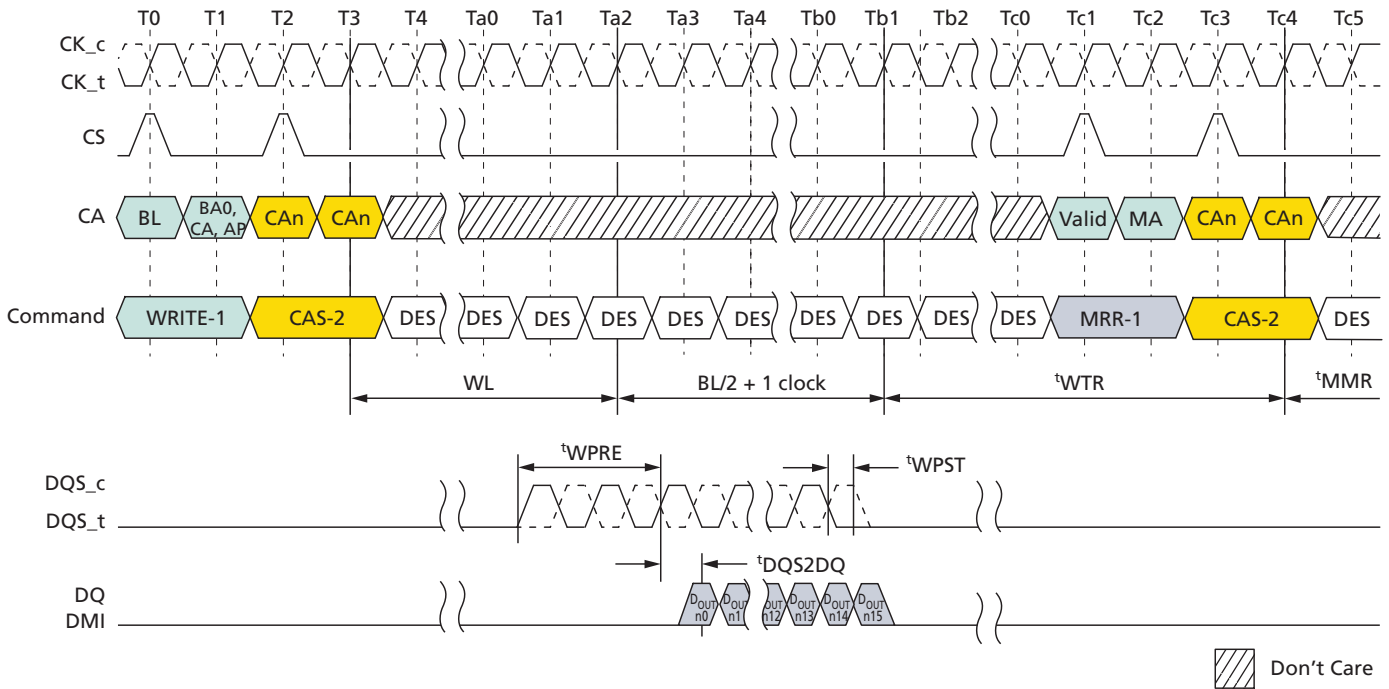 T0 T1 T2 T3 T4 Ta0 Ta1 Ta2 Ta3 Ta4 Tb0 Tb1 Tb2 Tc0 Tc1 Tc2 Tc3 Tc4 Tc5
CK_c
CK_t
CS
CA BL BA0, CA, AP CAn CAn Valid MA CAn CAn
Command WRITE-1 CAS-2 DES DES DES DES DES DES DES DES DES DES MRR-1 CAS-2 DES
WL BL/2 + 1 clock tWTR tMMR
tWPRE tWPST
DQS_c
DQS_t
tDQS2DQ
DQ DOUT DOUT OUT DOUT DOUT DOUT
DMI n0 n1 n12 n13 n14 n15
Don't Care